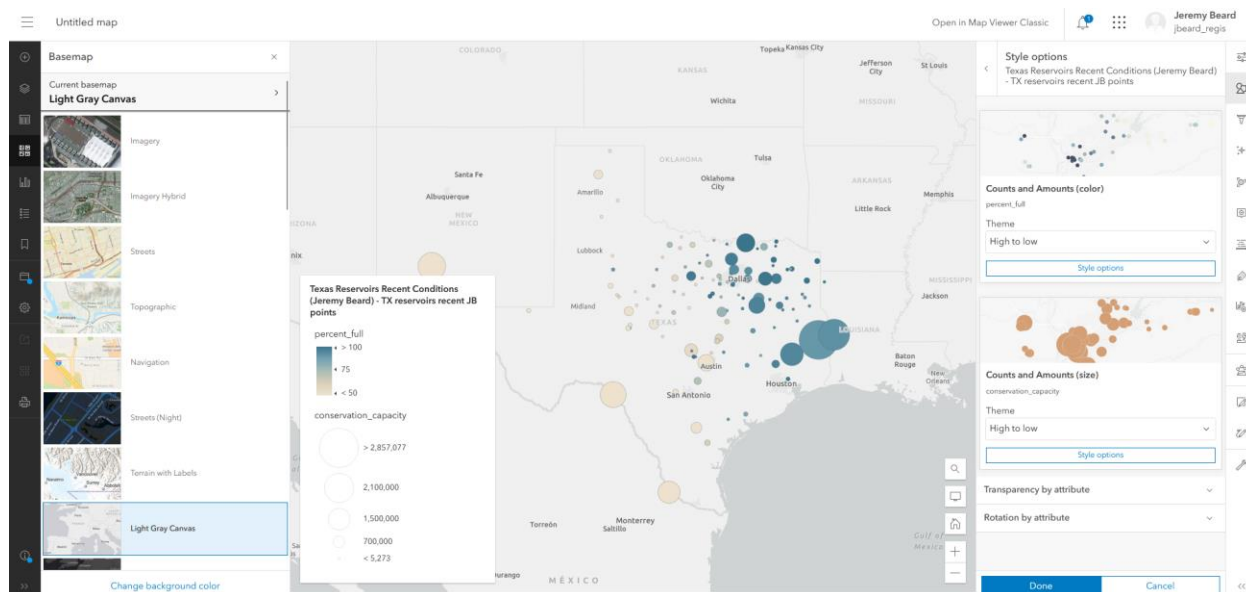 Untitled map
Open in Map Viewer Classic
1
Jeremy Beard
jbeard_regis
Basemap
Current basemap
Light Gray Canvas
Imagery
Imagery Hybrid
Streets
Topographic
Navigation
Streets (Night)
Terrain with Labels
Light Gray Canvas
Change background color
COLORADO
KANSAS
Topeka
Kansas City
Jefferson
City
St Louis
Wichita
MISSOURI
OKLAHOMA
Tulsa
Santa Fe
Albuquerque
NEW
MEXICO
Amarillo
Oklahoma
City
ARKANSAS
Memphis
Little Rock
IZONA
nix
Lubbock
Dallas
MISSISSIPPI
Jackson
Midland
TEXAS
LOUISIANA
Austin
Baton
Rouge
New
Orleans
San Antonio
Houston
Torreón
Monterrey
Saltillo
Gulf of
Mexico
Durango
MÉXICO
Texas Reservoirs Recent Conditions
(Jeremy Beard) - TX reservoirs recent JB
points
percent_full
> 100
75
< 50
conservation_capacity
> 2,857,077
2,100,000
1,500,000
700,000
< 5,273
Style options
Texas Reservoirs Recent Conditions (Jeremy Beard)
- TX reservoirs recent JB points
Counts and Amounts (color)
percent_full
Theme
High to low
Style options
Counts and Amounts (size)
conservation_capacity
Theme
High to low
Style options
Transparency by attribute
Rotation by attribute
Done
Cancel